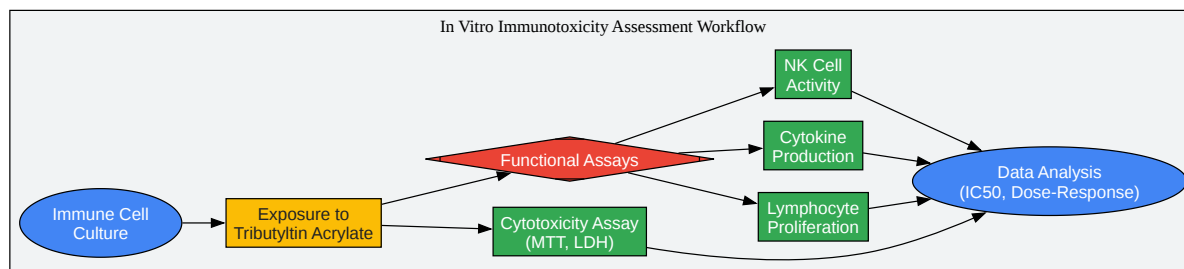 In Vitro Immunotoxicity Assessment Workflow
Immune Cell
Culture
Exposure to
Tributyltin Acrylate
Functional Assays
Cytotoxicity Assay
(MTT, LDH)
NK Cell
Activity
Cytokine
Production
Lymphocyte
Proliferation
Data Analysis
(IC50, Dose-Response)